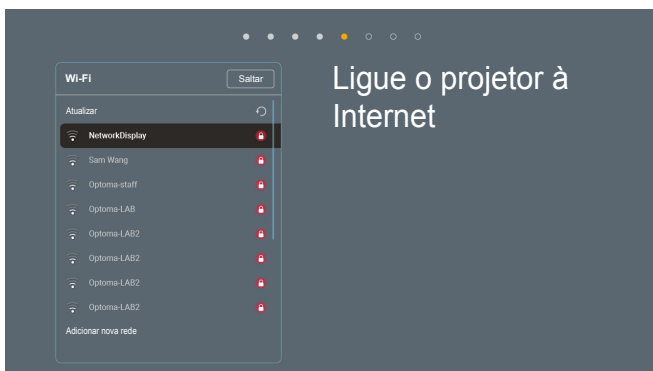 Wi-Fi
Saltar
Atualizar
NetworkDisplay
Sam Wang
Optoma-staff
Optoma-LAB
Optoma-LAB2
Optoma-LAB2
Optoma-LAB2
Optoma-LAB2
Adicionar nova rede
Ligue o projetor à
Internet